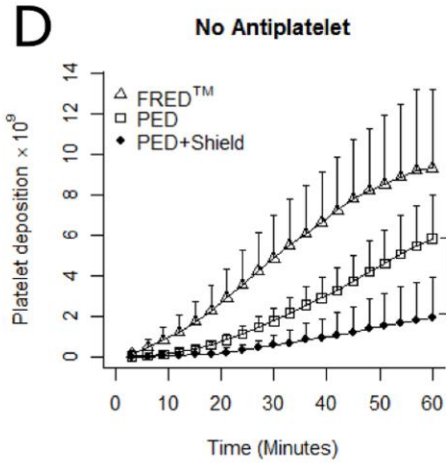 D
No Antiplatelet
Platelet deposition × 10⁹
14
12
10
8
6
4
2
0
FRED™
PED
PED+Shield
0 10 20 30 40 50 60
Time (Minutes)